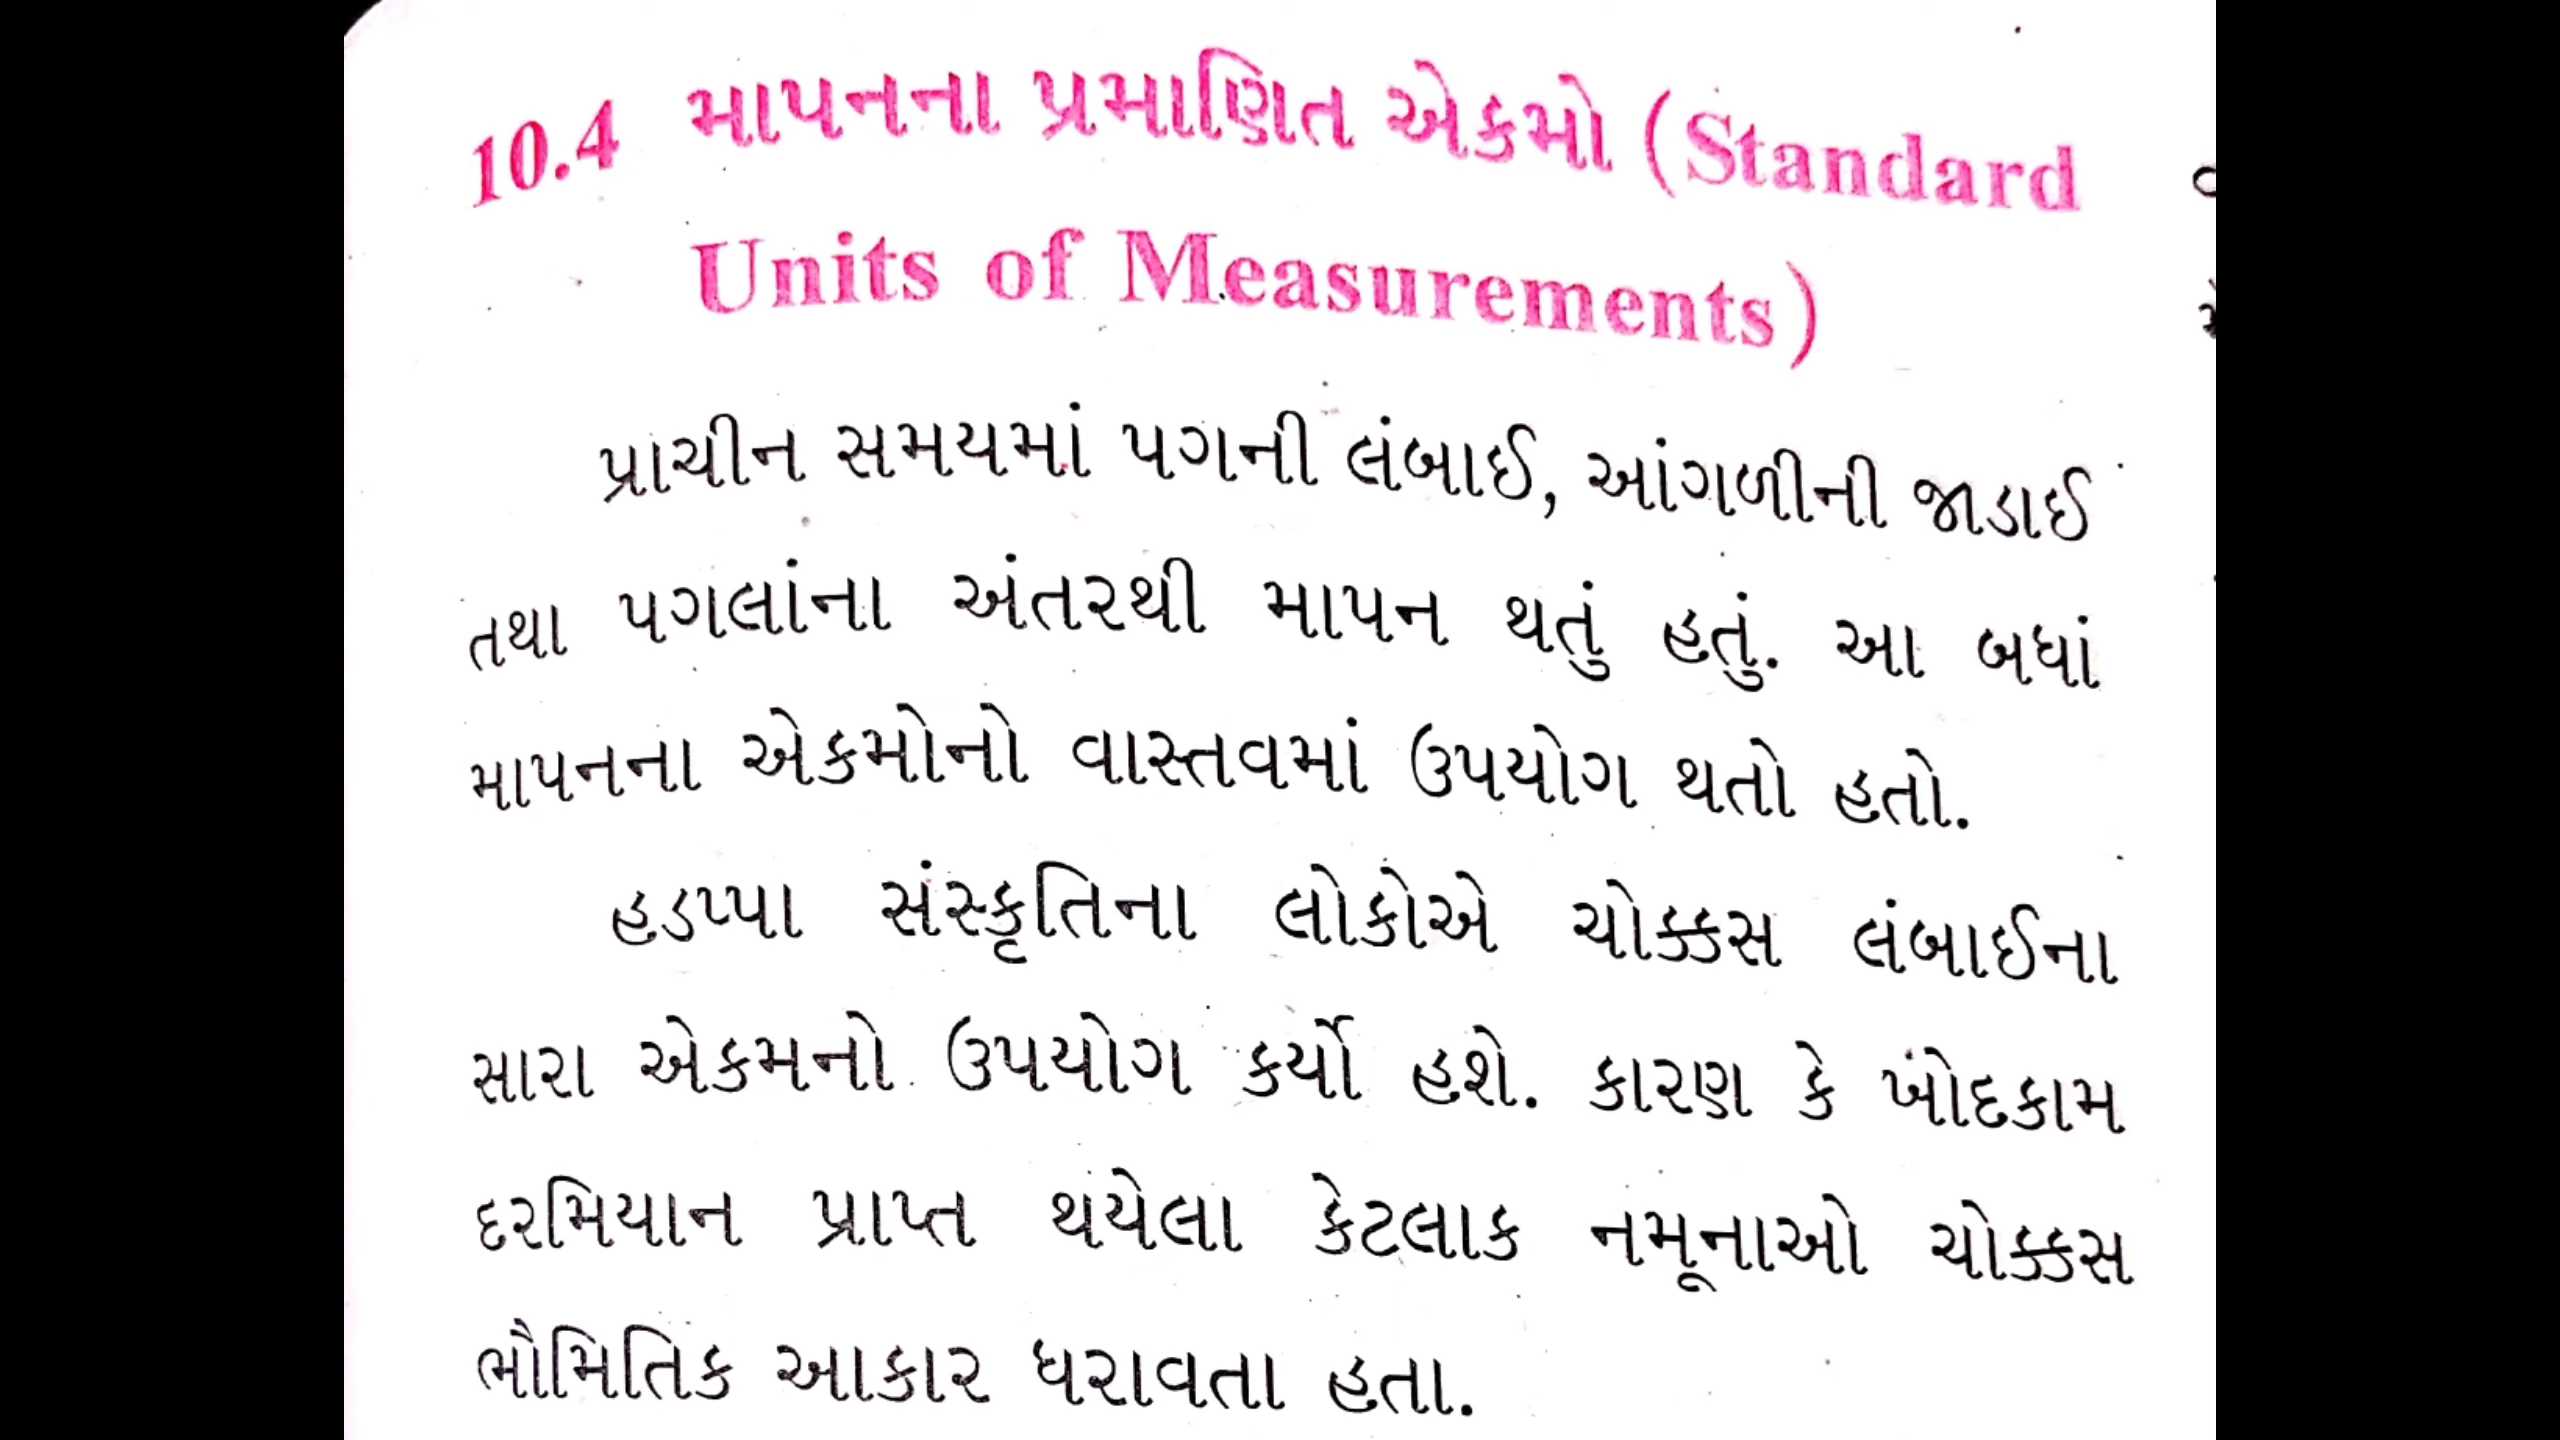 10.4 માપનના પ્રમાણિત એકમો (Standard
Units of Measurements)
પ્રાચીન સમયમાં પગની લંબાઈ, આંગળીની જાડાઈ
તથા પગલાંના અંતરથી માપન થતું હતું. આ બધાં
માપનના એકમોનો વાસ્તવમાં ઉપયોગ થતો હતો.
હડપ્પા સંસ્કૃતિના લોકોએ ચોક્કસ લંબાઈના
સારા એકમનો ઉપયોગ કર્યો હશે. કારણ કે ખોદકામ
દરમિયાન પ્રાપ્ત થયેલા કેટલાક નમૂનાઓ ચોક્કસ
ભૌમિતિક આકાર ધરાવતા હતા.